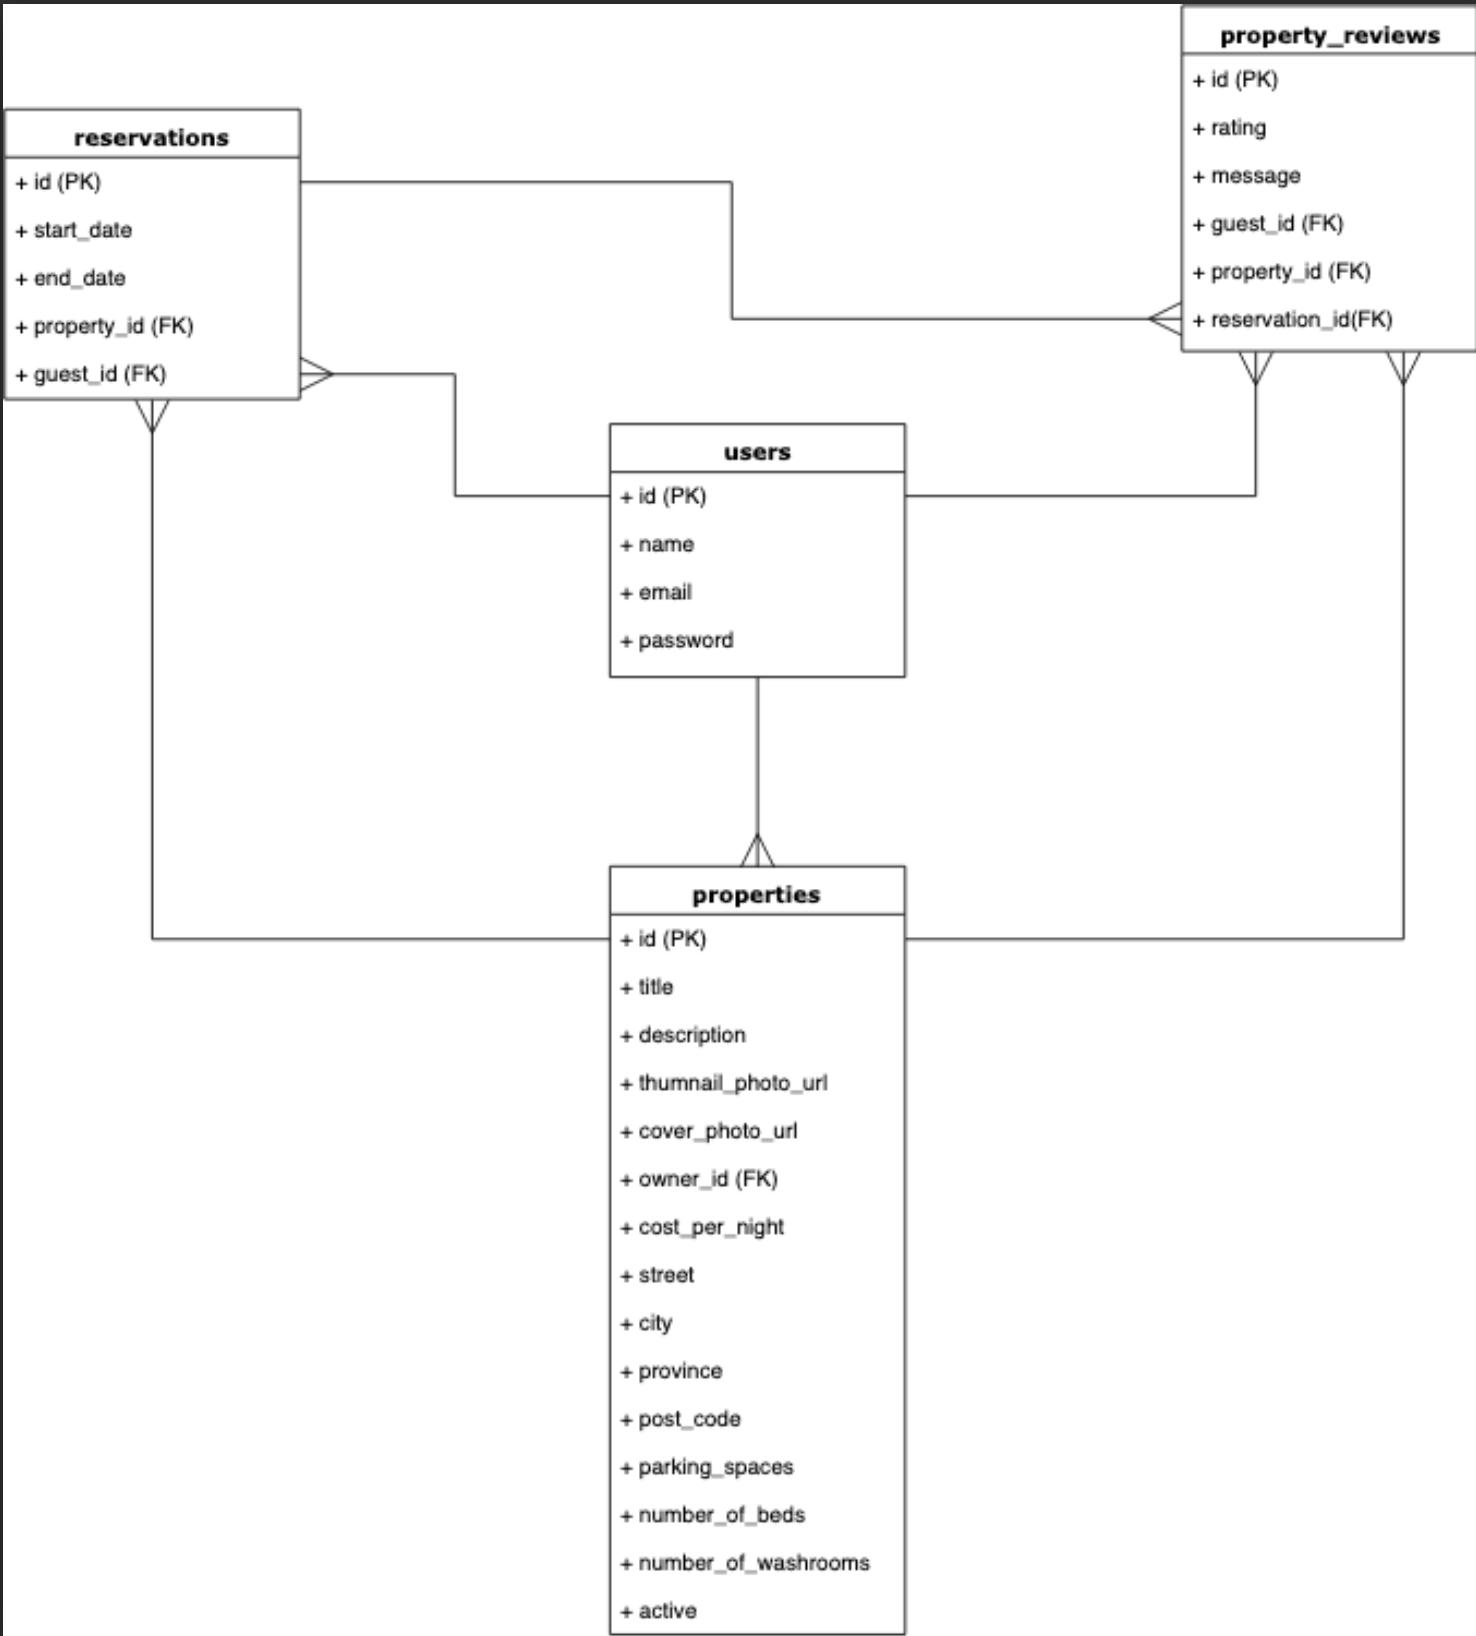 property_reviews
+ id (PK)
+ rating
+ message
+ guest_id (FK)
+ property_id (FK)
+ reservation_id(FK)
reservations
+ id (PK)
+ start_date
+ end_date
+ property_id (FK)
+ guest_id (FK)
users
+ id (PK)
+ name
+ email
+ password
properties
+ id (PK)
+ title
+ description
+ thumnail_photo_url
+ cover_photo_url
+ owner_id (FK)
+ cost_per_night
+ street
+ city
+ province
+ post_code
+ parking_spaces
+ number_of_beds
+ number_of_washrooms
+ active